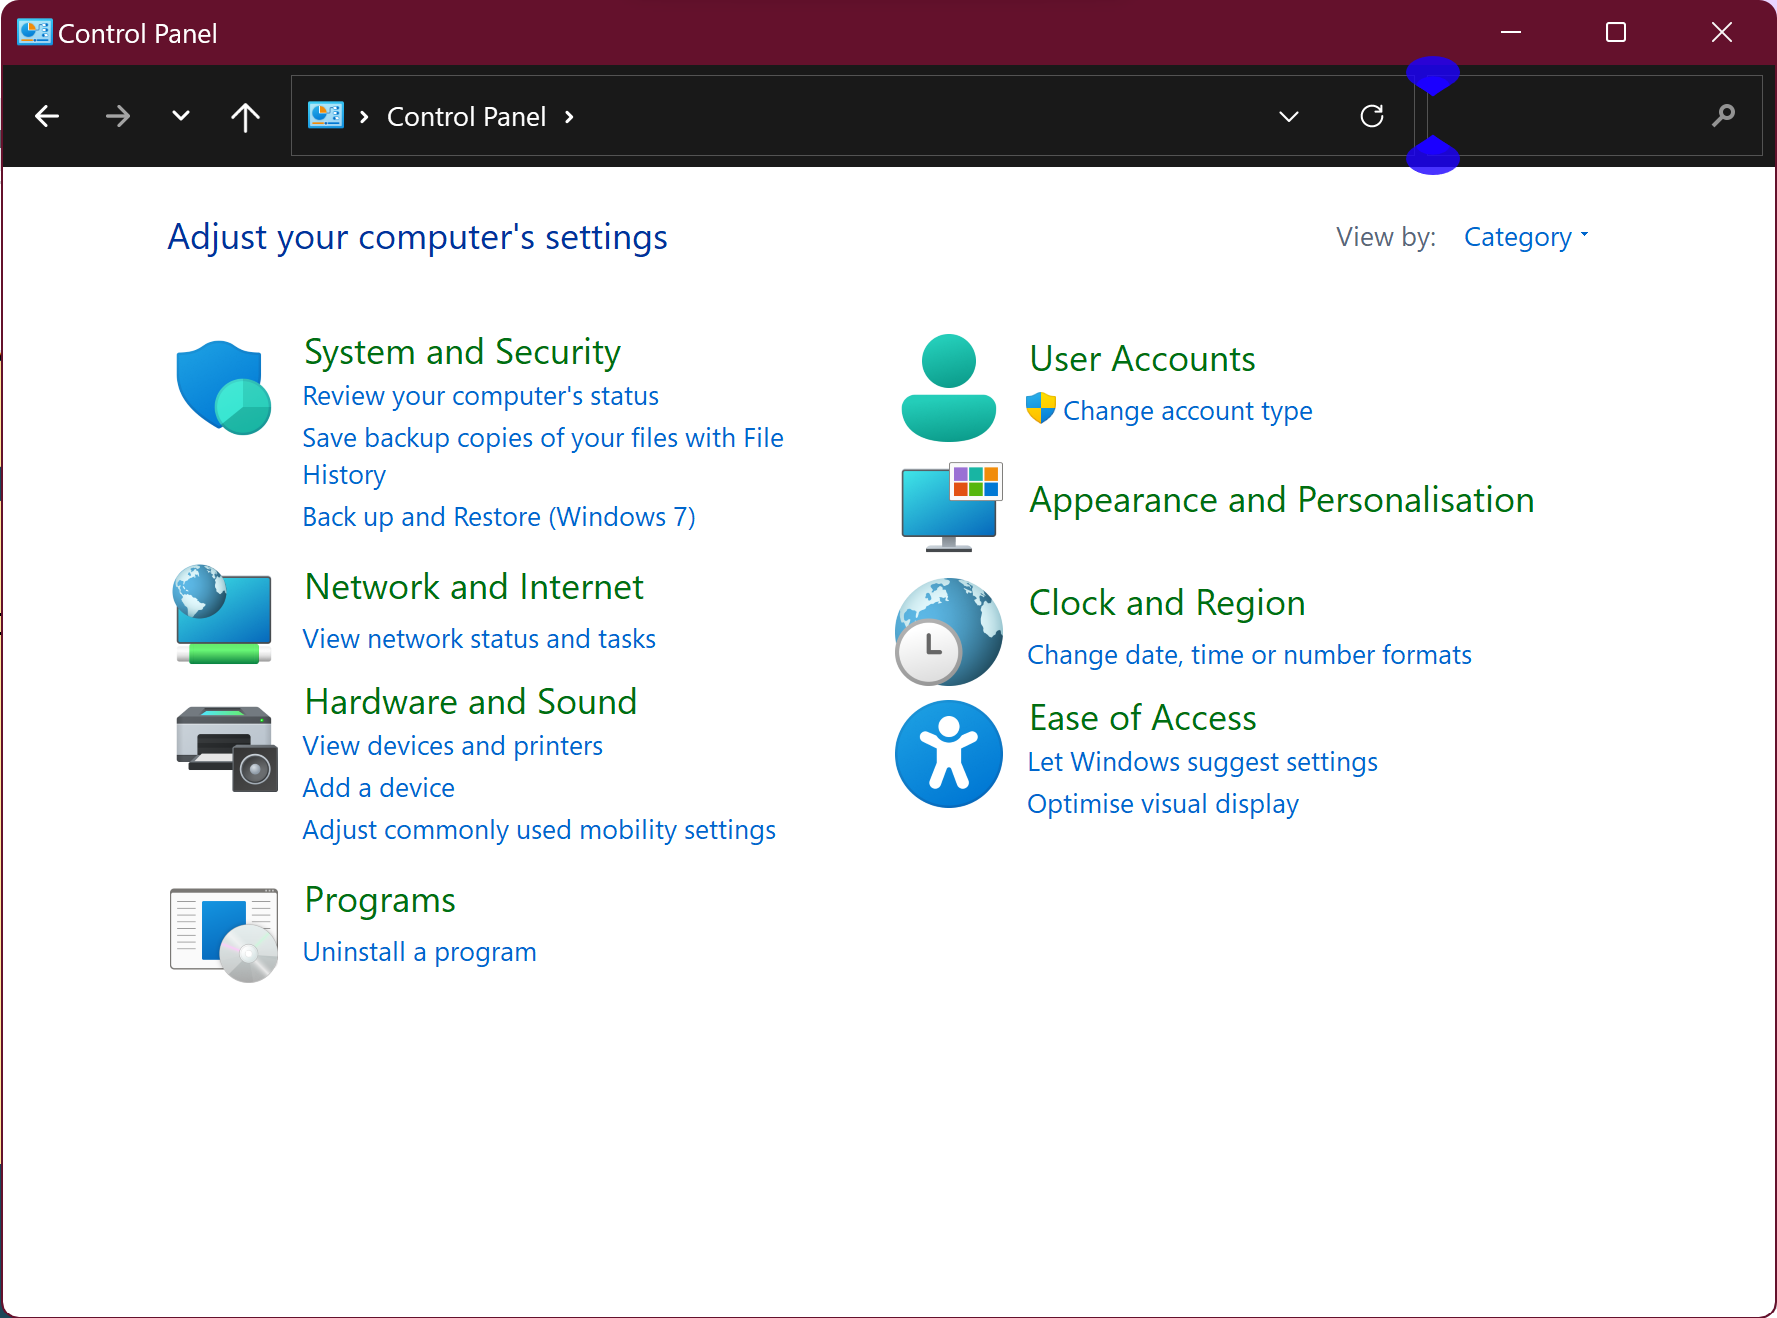 Control Panel
Control Panel
Adjust your computer's settings
View by: Category
System and Security
Review your computer's status
Save backup copies of your files with File
History
Back up and Restore (Windows 7)
Network and Internet
View network status and tasks
Hardware and Sound
View devices and printers
Add a device
Adjust commonly used mobility settings
Programs
Uninstall a program
User Accounts
Change account type
Appearance and Personalisation
Clock and Region
Change date, time or number formats
Ease of Access
Let Windows suggest settings
Optimise visual display